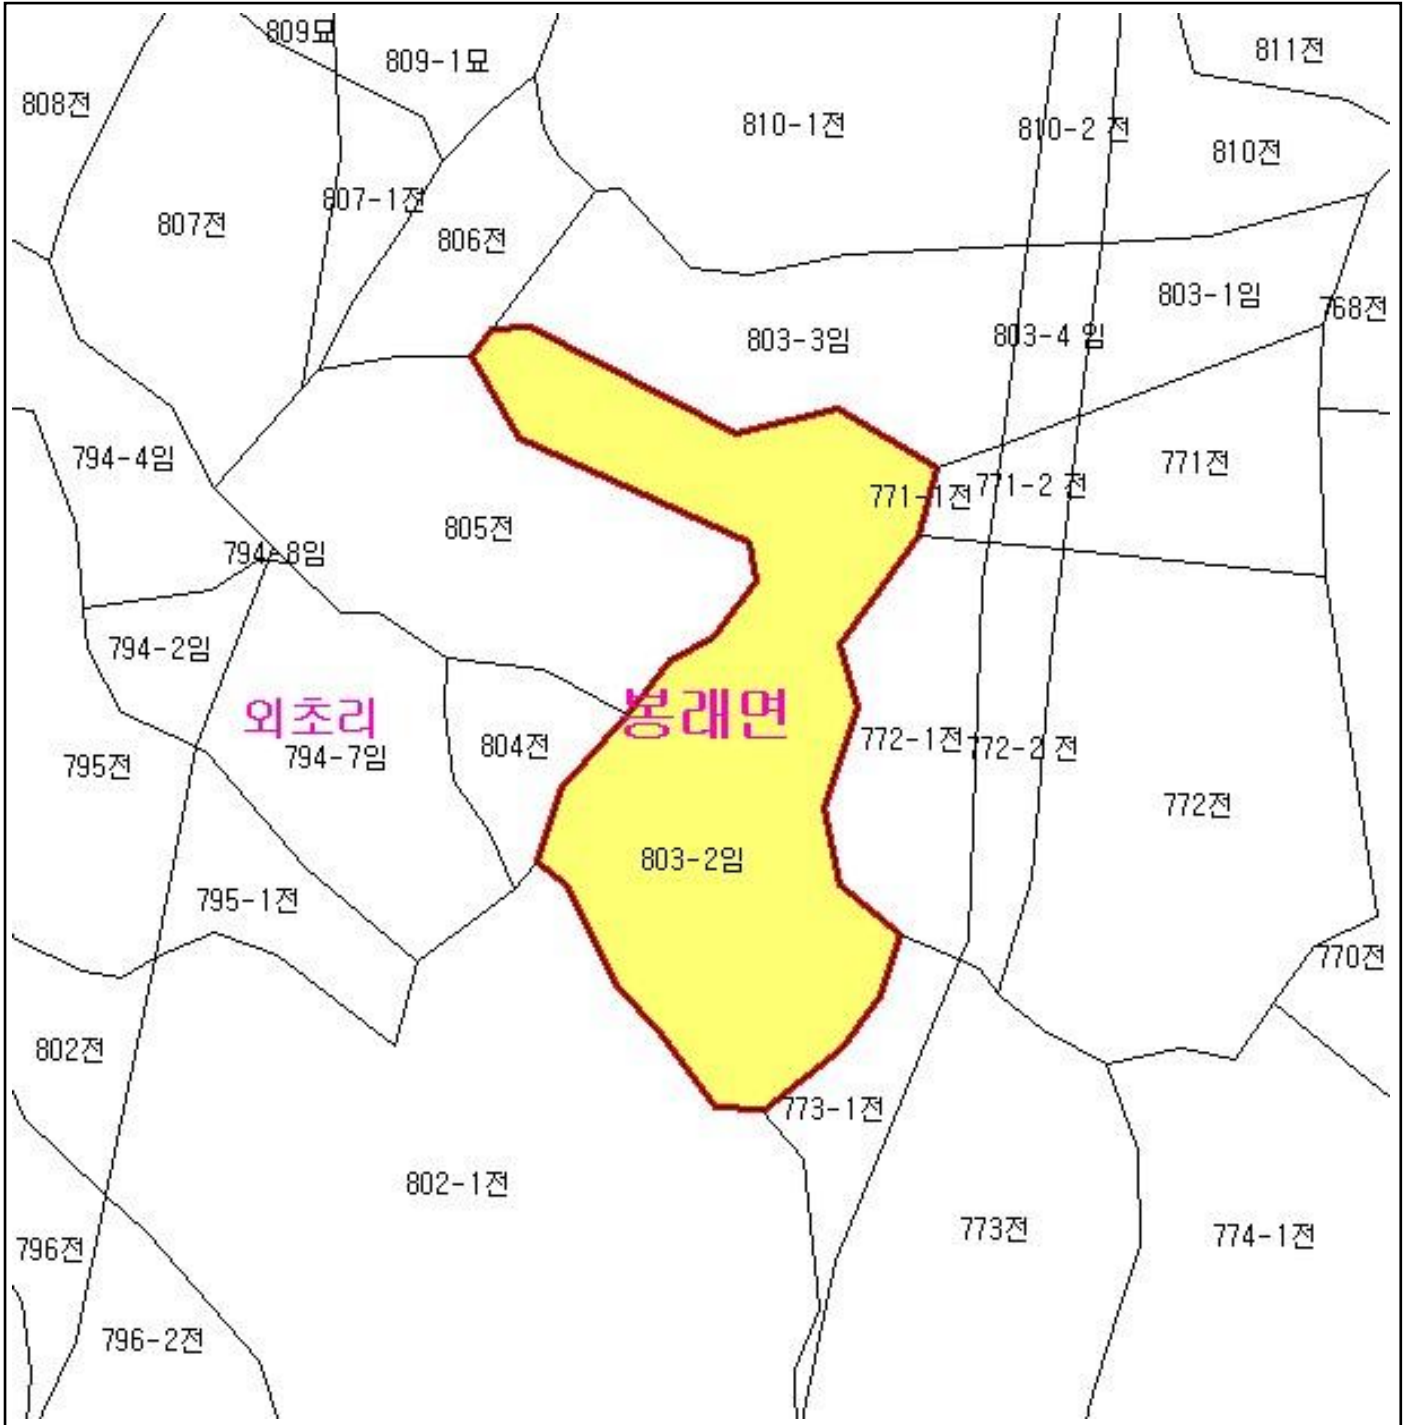 809묘
809-1묘
811전
808전
810-1전
810-2 전
810전
807-1전
807전
806전
803-1임
768전
803-3임
803-4 임
794-4임
771전
771-1전
771-2 전
805전
794-8임
794-2임
외초리
봉래면
772-1전
772-2 전
804전
794-7임
795전
772전
803-2임
795-1전
770전
802전
773-1전
802-1전
773전
774-1전
796전
796-2전